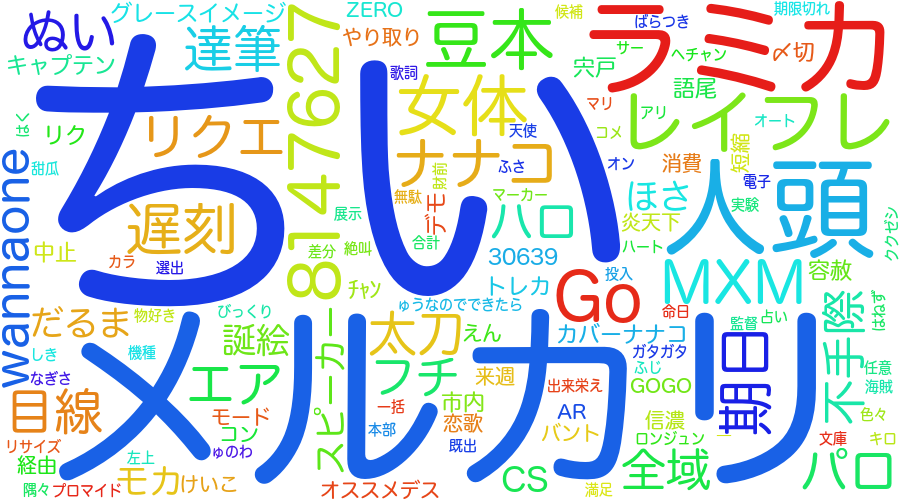 ちい
メルカリ
ラミカ
人頭
ぬい
達筆
グレースイメージ
ZERO
やり取り
豆本
候補
ばらつき
期限切れ
〆切
キャプテン
歌詞
サー
ヘチャン
宍戸
語尾
リク
はく
リクエ
8147627-
女体
天使
マリ
アリ
オート
コメ
レイフレ
短縮
甜瓜
wannaone
遅刻
ナナコ
ふさ
オン
消費
電子
無駄
財前
マーカー
ほさ
実験
デモ
展示
ハロ
炎天下
ククゼシ
中止
カラ
選出
差分
絶叫
合計
30639
ハート
MXM
容赦
チャソ
トレカ
Go
投入
ゅうなのでできたら
命日
だるま
物好き
びっくり
誕絵
太刀
えん
カバーナナコ
監督
占い
不手際
はねず
しき
機種
スピーカー
ガタガタ
期日
なぎさ
エア
フチ
来週
出来栄え
ふじ
GOGO
任意
海賊
目線
モード
一括
市内
AR
信濃
色々
コン
本部
恋歌
バント
ロンジュン
文庫
キロ
リサイズ
ゅのわ
既出
経由
左上
CS
全域
パロ
隅々
プロマイド
モカ
けいこ
オススメデス
満足